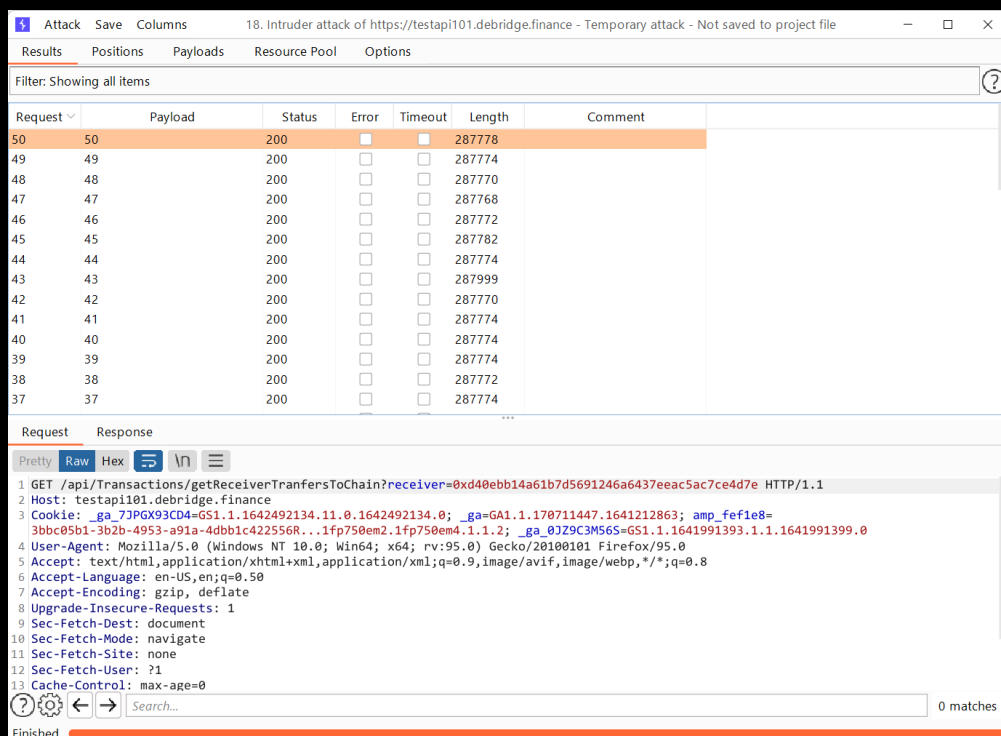 Attack Save Columns 18. Intruder attack of https://testapi101.debridge.finance - Temporary attack - Not saved to project file
Results Positions Payloads Resource Pool Options
Filter: Showing all items
?
Request Payload Status Error Timeout Length Comment
50 50 200 287778
49 49 200 287774
48 48 200 287770
47 47 200 287768
46 46 200 287772
45 45 200 287782
44 44 200 287774
43 43 200 287999
42 42 200 287770
41 41 200 287774
40 40 200 287774
39 39 200 287774
38 38 200 287772
37 37 200 287774
Request Response
Pretty Raw Hex \n
1 GET /api/Transactions/getReceiverTranfersToChain?receiver=0xd40ebb14a61b7d5691246a6437eeac5ac7ce4d7e HTTP/1.1
2 Host: testapi101.debridge.finance
3 Cookie: _ga_7JPGX93CD4=GS1.1.1642492134.11.0.1642492134.0; _ga=GA1.1.170711447.1641212863; amp_fef1e8=
3bbc05b1-3b2b-4953-a91a-4dbb1c422556R...1fp750em2.1fp750em4.1.1.2; _ga_0JZ9C3M56S=GS1.1.1641991393.1.1.1641991399.0
4 User-Agent: Mozilla/5.0 (Windows NT 10.0; Win64; x64; rv:95.0) Gecko/20100101 Firefox/95.0
5 Accept: text/html,application/xhtml+xml,application/xml;q=0.9,image/avif,image/webp,*/*;q=0.8
6 Accept-Language: en-US,en;q=0.50
7 Accept-Encoding: gzip, deflate
8 Upgrade-Insecure-Requests: 1
9 Sec-Fetch-Dest: document
10 Sec-Fetch-Mode: navigate
11 Sec-Fetch-Site: none
12 Sec-Fetch-User: ?1
13 Cache-Control: max-age=0
? Search... 0 matches
Finished